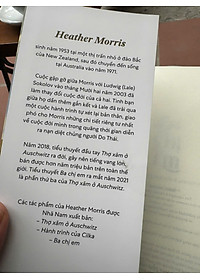 Heather Morris
sinh năm 1953 tại một thị trấn nhỏ ở đảo Bắc
của New Zealand, sau đó chuyển đến sống
tại Australia vào năm 1971.
Cuộc gặp gỡ giữa Morris với Ludwig (Lale)
Sokolov vào tháng Mười hai năm 2003 đã
làm thay đổi cuộc đời của cả hai. Tình bạn
giữa họ dần thêm gắn kết và Lale đã trải qua
một cuộc hành trình tự xét lại bản thân, giao
phó cho Morris những chi tiết riêng tư nhất
về cuộc đời mình trong quãng thời gian diễn
ra nạn diệt chủng người Do Thái.
Năm 2018, tiểu thuyết đầu tay Thợ xăm ở
Auschwitz ra đời, gây nên tiếng vang lớn,
bán được hơn năm triệu bản trên toàn thế
giới. Tiểu thuyết Ba chị em ra mắt năm 2021
là phần thứ ba của Thợ xăm ở Auschwitz.
Các tác phẩm của Heather Morris được
Nhã Nam xuất bản:
– Thợ xăm ở Auschwitz
– Hành trình của Cilka
– Ba chị em